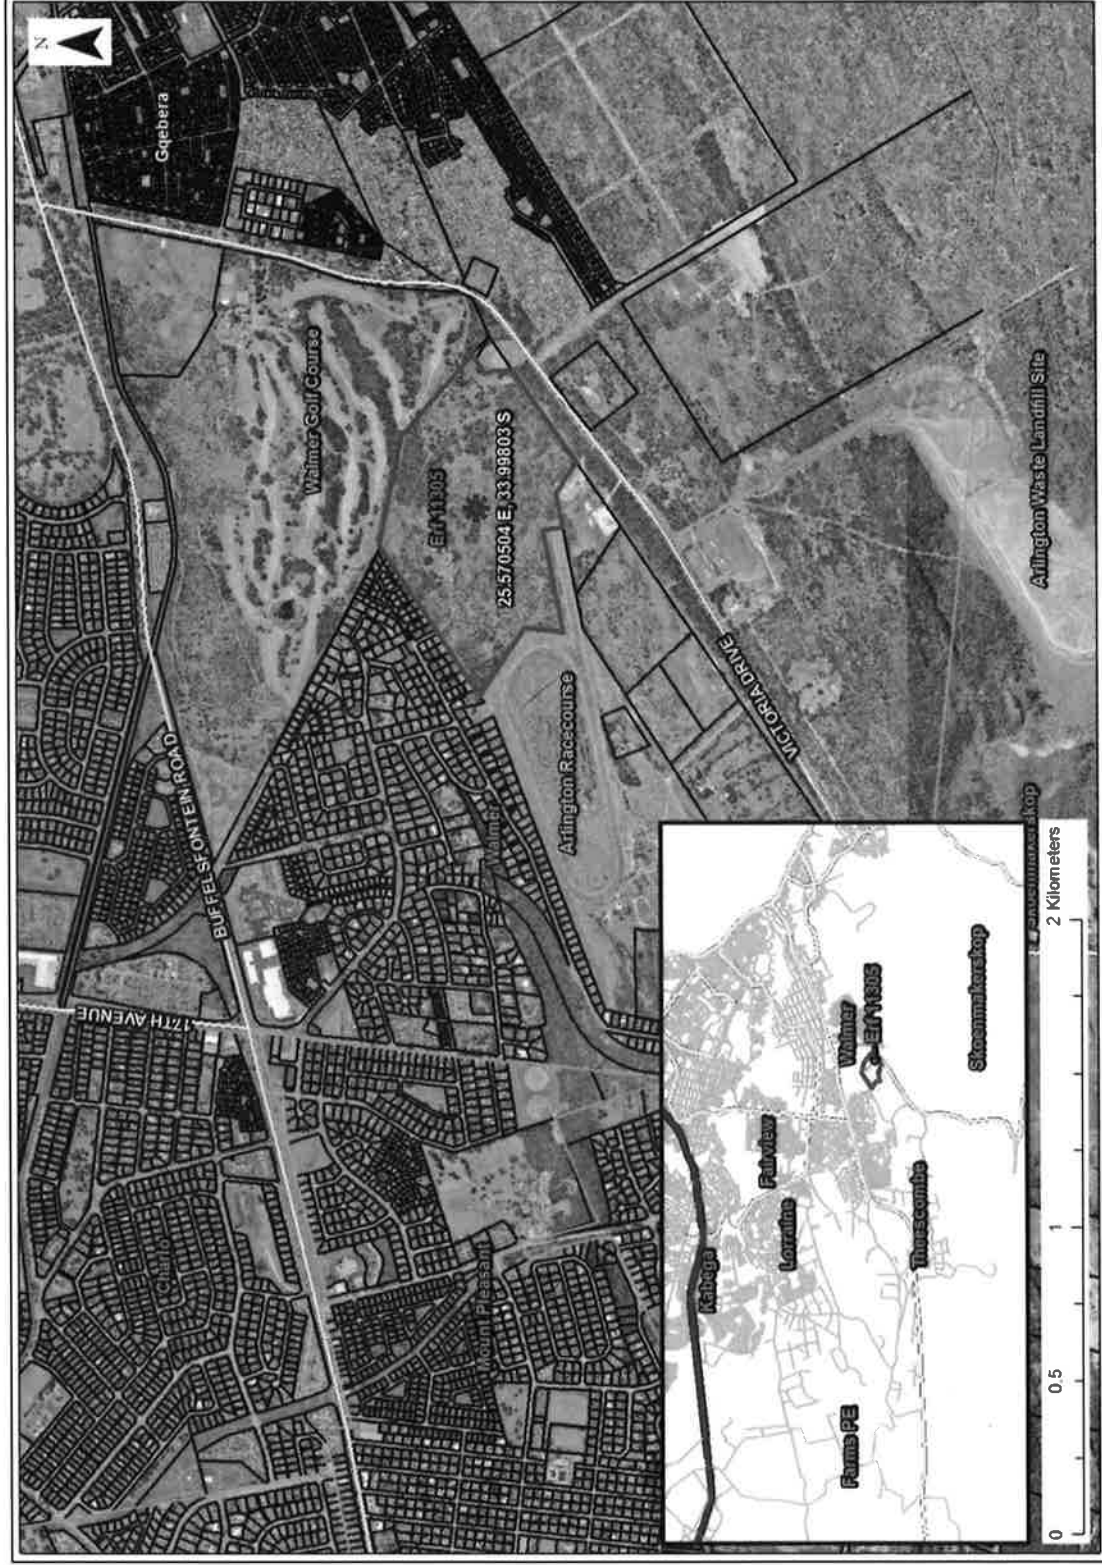 N
Gqebera
17TH AVENUE
BUFFELSFONTEIN ROAD
Charlo
Walmer Golf Course
Erf 11305
25.570504 E, 33.99803 S
Mount Pleasant
Walmer
Arlington Racecourse
VICTORIA DRIVE
Arlington Waste Landfill Site
Kabega
Fairview
Lorraine
Walmer
Farms PE
Erf 11305
Theescombe
Skoenmakerskop
0 0.5 1 2 Kilometers